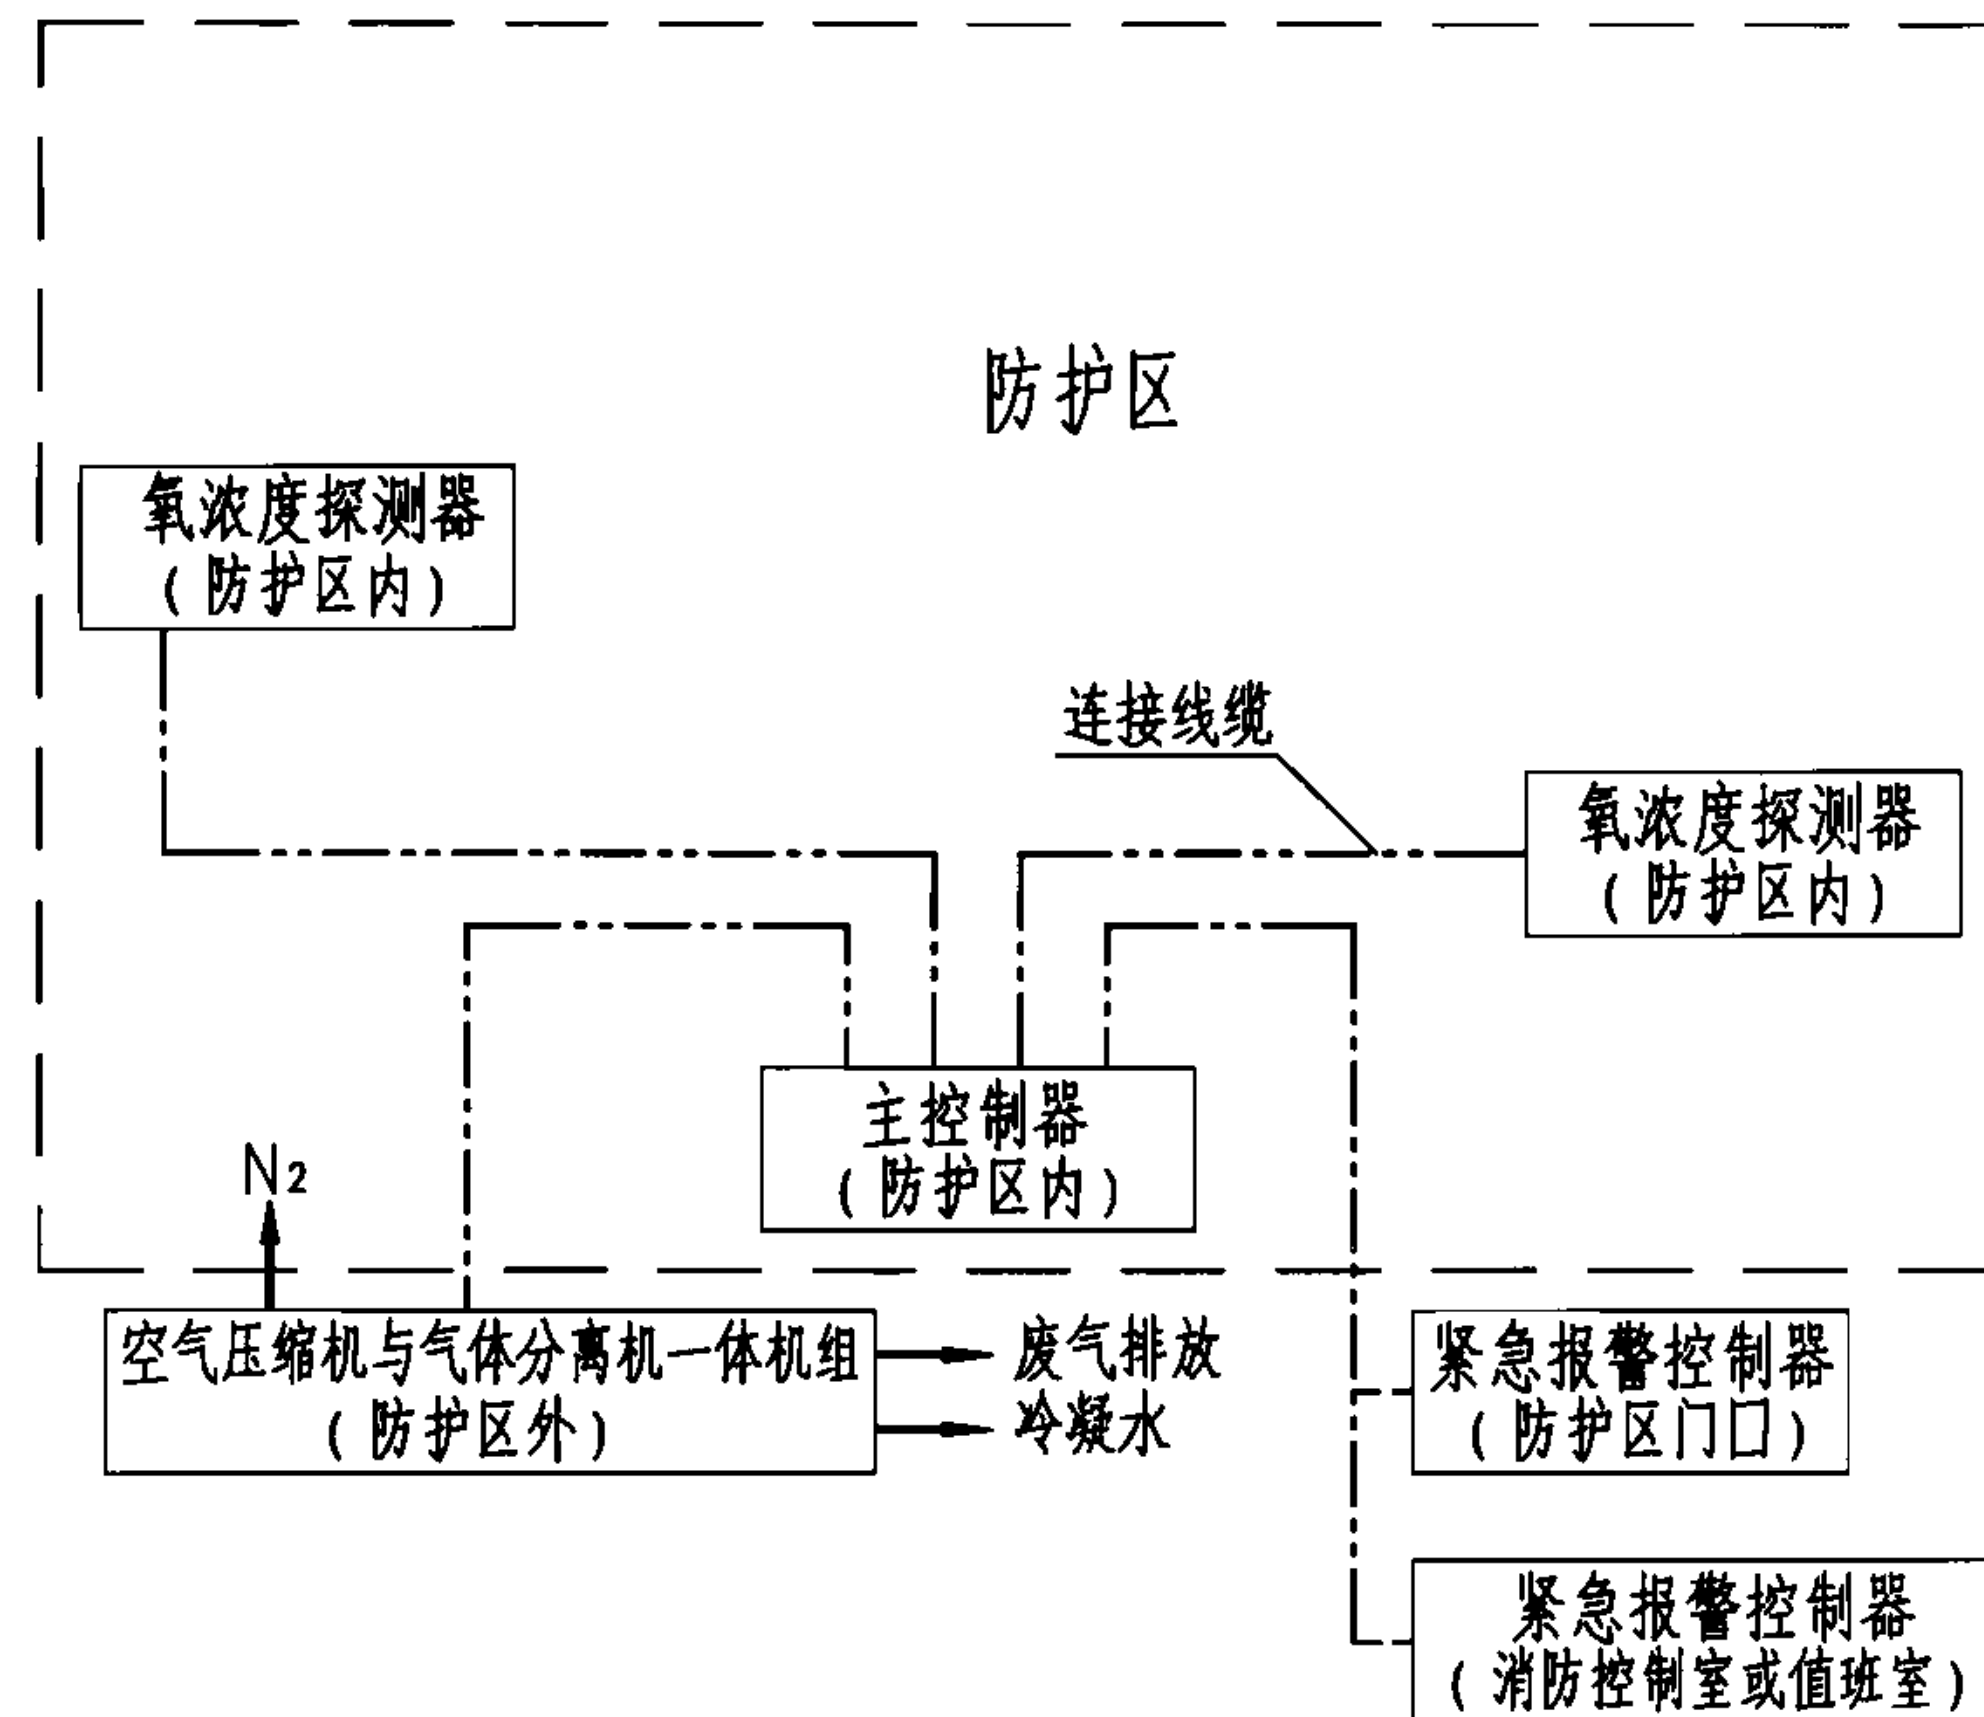 防护区
氧浓度探测器
(防护区内)
连接线缆
氧浓度探测器
(防护区内)
主控制器
(防护区内)
N2
空气压缩机与气体分离机一体机组
(防护区外)
废气排放
冷凝水
紧急报警控制器
(防护区门口)
紧急报警控制器
(消防控制室或值班室)